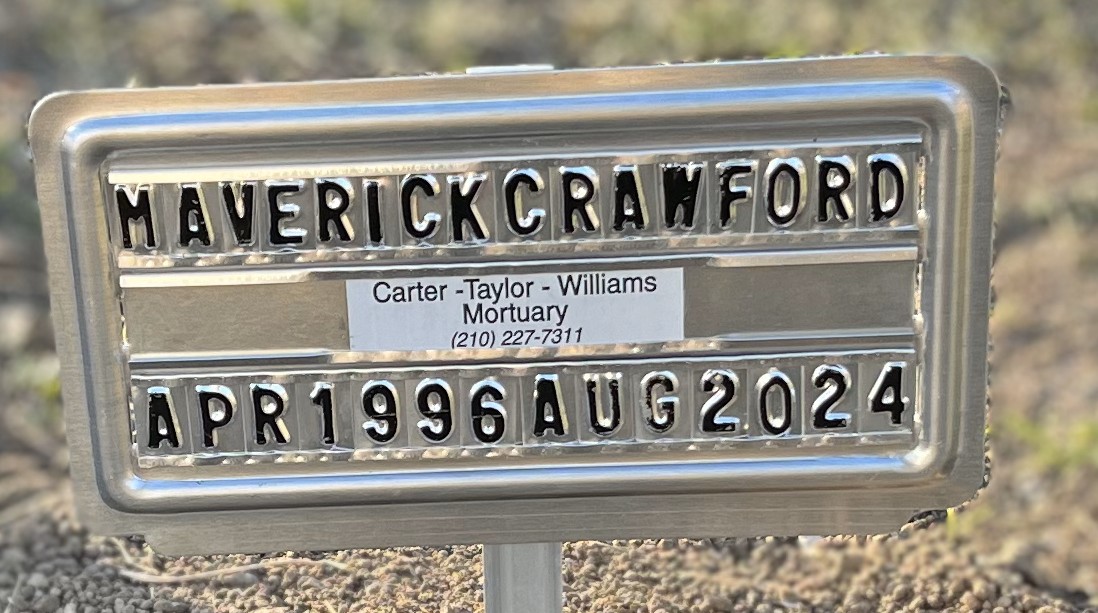 MAVERICKCRAWFORD
Carter -Taylor - Williams
Mortuary
(210) 227-7311
APR1996AUG2024